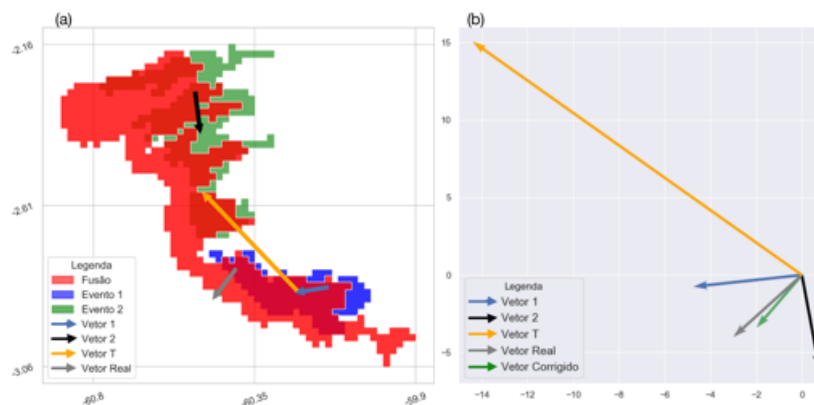 (a)
-2.16
-2.61
-3.06
-60.8
-60.35
-59.9
Legenda
Fusão
Evento 1
Evento 2
Vetor 1
Vetor 2
Vetor T
Vetor Real
(b)
15
10
5
0
-5
-14
-12
-10
-8
-6
-4
-2
0
Legenda
Vetor 1
Vetor 2
Vetor T
Vetor Real
Vetor Corrigido